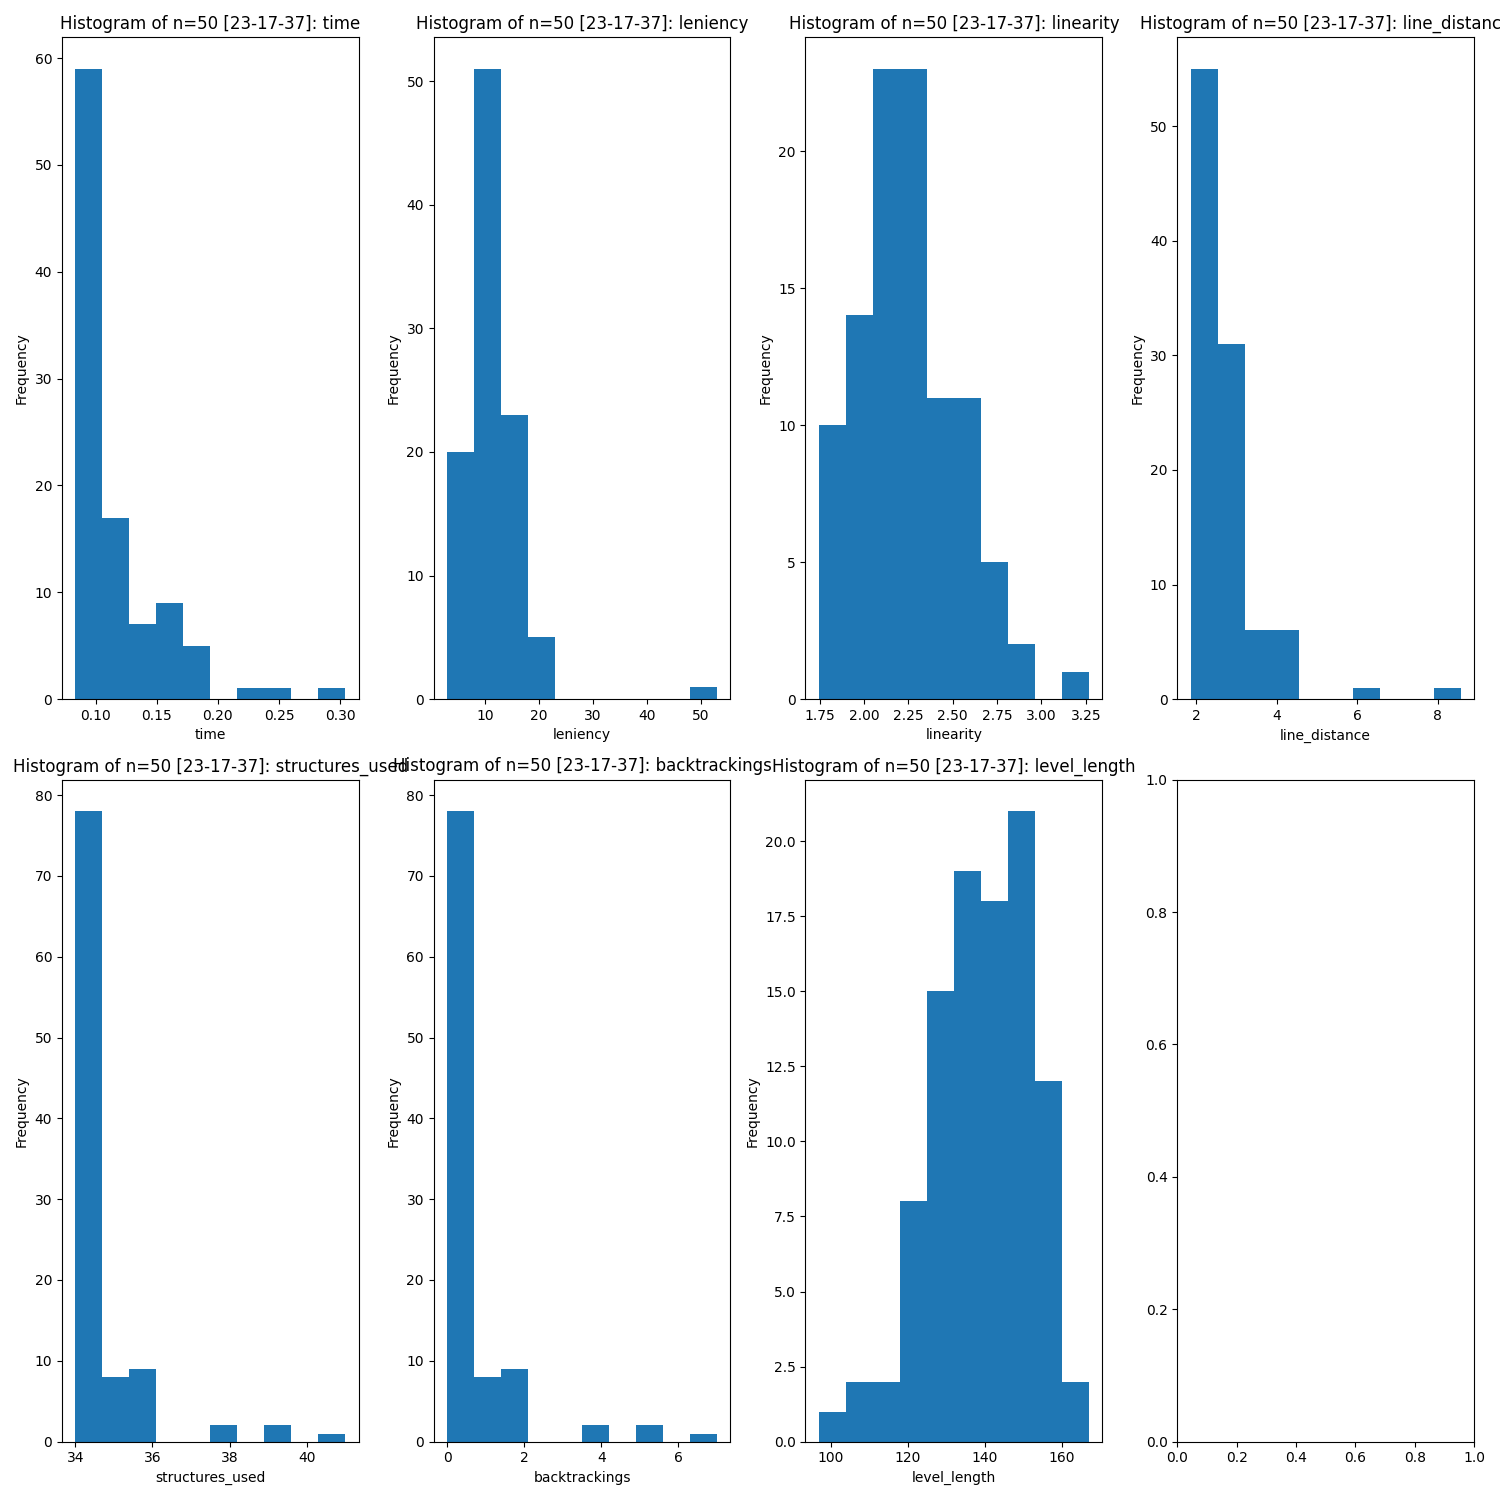 Histogram of n=50 [23-17-37]: time
60
50
40
30
20
10
0
Frequency
0.10 0.15 0.20 0.25 0.30
time
Histogram of n=50 [23-17-37]: leniency
50
40
30
20
10
0
Frequency
10 20 30 40 50
leniency
Histogram of n=50 [23-17-37]: linearity
20
15
10
5
0
Frequency
1.75 2.00 2.25 2.50 2.75 3.00 3.25
linearity
Histogram of n=50 [23-17-37]: line_distanc
50
40
30
20
10
0
Frequency
2 4 6 8
line_distance
Histogram of n=50 [23-17-37]: structures_used
80
70
60
50
40
30
20
10
0
Frequency
34 36 38 40
structures_used
Histogram of n=50 [23-17-37]: backtrackings
80
70
60
50
40
30
20
10
0
Frequency
0 2 4 6
backtrackings
Histogram of n=50 [23-17-37]: level_length
20.0
17.5
15.0
12.5
10.0
7.5
5.0
2.5
0.0
Frequency
100 120 140 160
level_length
1.0
0.8
0.6
0.4
0.2
0.0
0.0 0.2 0.4 0.6 0.8 1.0